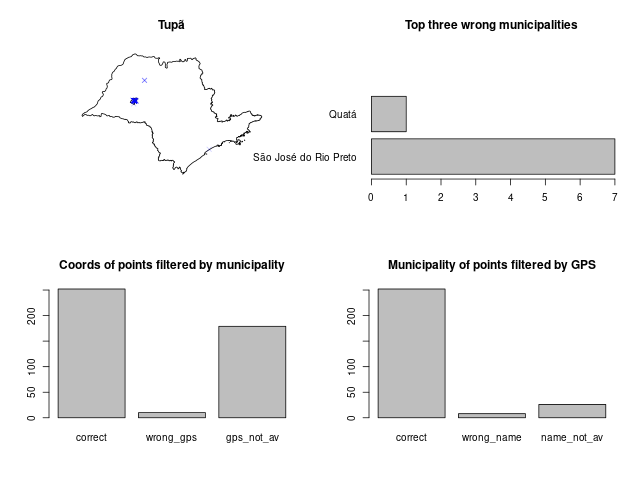 Tupã
Top three wrong municipalities
Quatá
São José do Rio Preto
0 1 2 3 4 5 6 7
Coords of points filtered by municipality
200
100
50
0
correct wrong_gps gps_not_av
Municipality of points filtered by GPS
200
100
50
0
correct wrong_name name_not_av